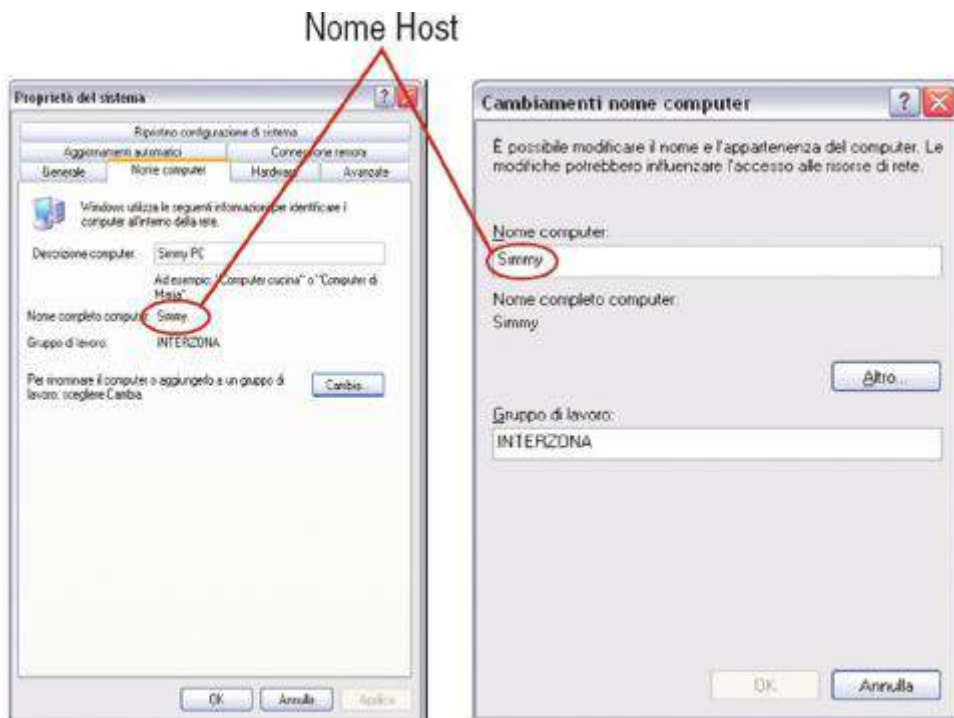 Nome Host
Proprietà del sistema
Ripristino configurazione di sistema
Aggiornamenti automatici
Connessione remota
Generale
Nome computer
Hardware
Avanzate
Windows utilizza le seguenti informazioni per identificare il
computer all'interno della rete.
Descrizione computer:
Simmy PC
Ad esempio: "Computer cucina" o "Computer di
Maria"
Nome completo computer:
Simmy
Gruppo di lavoro:
INTERZONA
Per rinominare il computer o aggiungerlo a un gruppo di
lavoro, scegliere Cambia.
Cambia...
OK
Annulla
Applica
Cambiamenti nome computer
È possibile modificare il nome e l'appartenenza del computer. Le
modifiche potrebbero influenzare l'accesso alle risorse di rete.
Nome computer:
Simmy
Nome completo computer:
Simmy
Altro...
Gruppo di lavoro:
INTERZONA
OK
Annulla